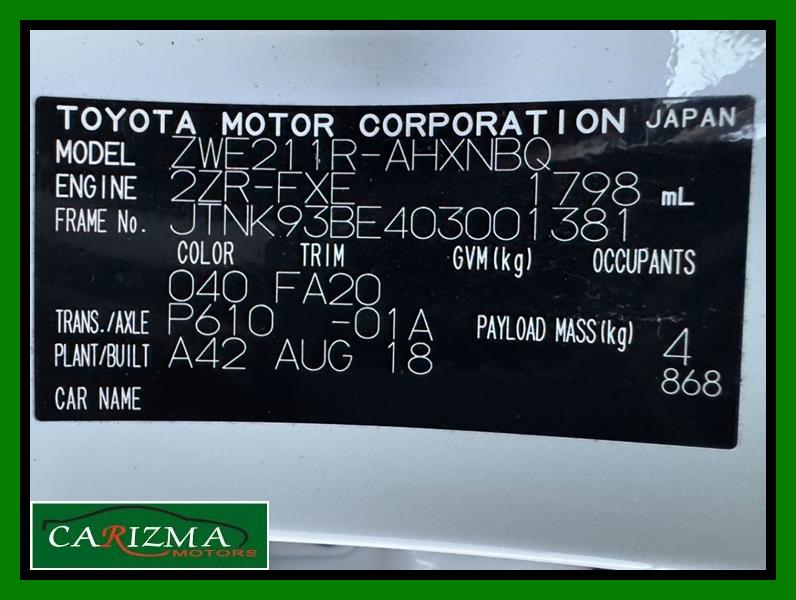 TOYOTA MOTOR CORPORATION JAPAN
MODEL ZWE211R-AHXNBQ
ENGINE 2ZR-FXE 1798 mL
FRAME No. JTNK93BE403001381
COLOR TRIM GVM(kg) OCCUPANTS
040 FA20
TRANS./AXLE P610 -01A PAYLOAD MASS(kg) 4
PLANT/BUILT A42 AUG 18 868
CAR NAME
CARIZMA
MOTORS